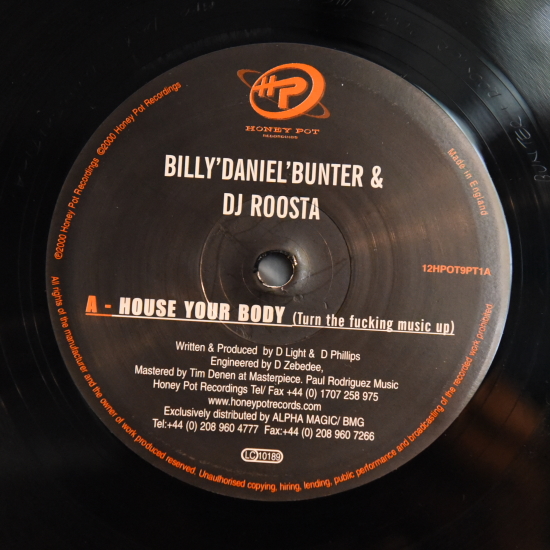 HP
HONEY POT
RECORDINGS
BILLY'DANIEL'BUNTER &
DJ ROOSTA
12HPOT9PT1A
A - HOUSE YOUR BODY (Turn the fucking music up)
Written & Produced by D Light & D Phillips
Engineered by D Zebedee,
Mastered by Tim Denen at Masterpiece. Paul Rodriguez Music
Honey Pot Recordings Tel/ Fax +44 (0) 1707 258 975
www.honeypotrecords.com
Exclusively distributed by ALPHA MAGIC/ BMG
Tel:+44 (0) 208 960 4777 Fax:+44 (0) 208 960 7266
LC 10189
℗2000 Honey Pot Recordings ©2000 Honey Pot Recordings
Made in England
All rights of the manufacturer and the owner of work produced reserved. Unauthorised copying, hiring, lending, public performance and broadcasting of the recorded work prohibited